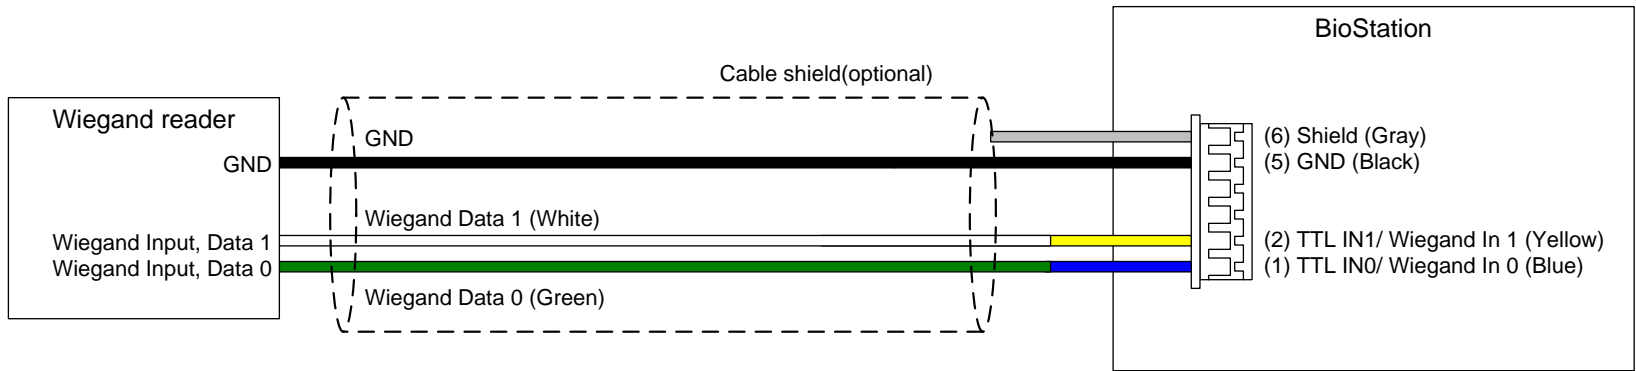 BioStation
Cable shield(optional)
Wiegand reader
GND
(6) Shield (Gray)
GND
(5) GND (Black)
Wiegand Data 1 (White)
Wiegand Input, Data 1
(2) TTL IN1/ Wiegand In 1 (Yellow)
Wiegand Input, Data 0
(1) TTL IN0/ Wiegand In 0 (Blue)
Wiegand Data 0 (Green)